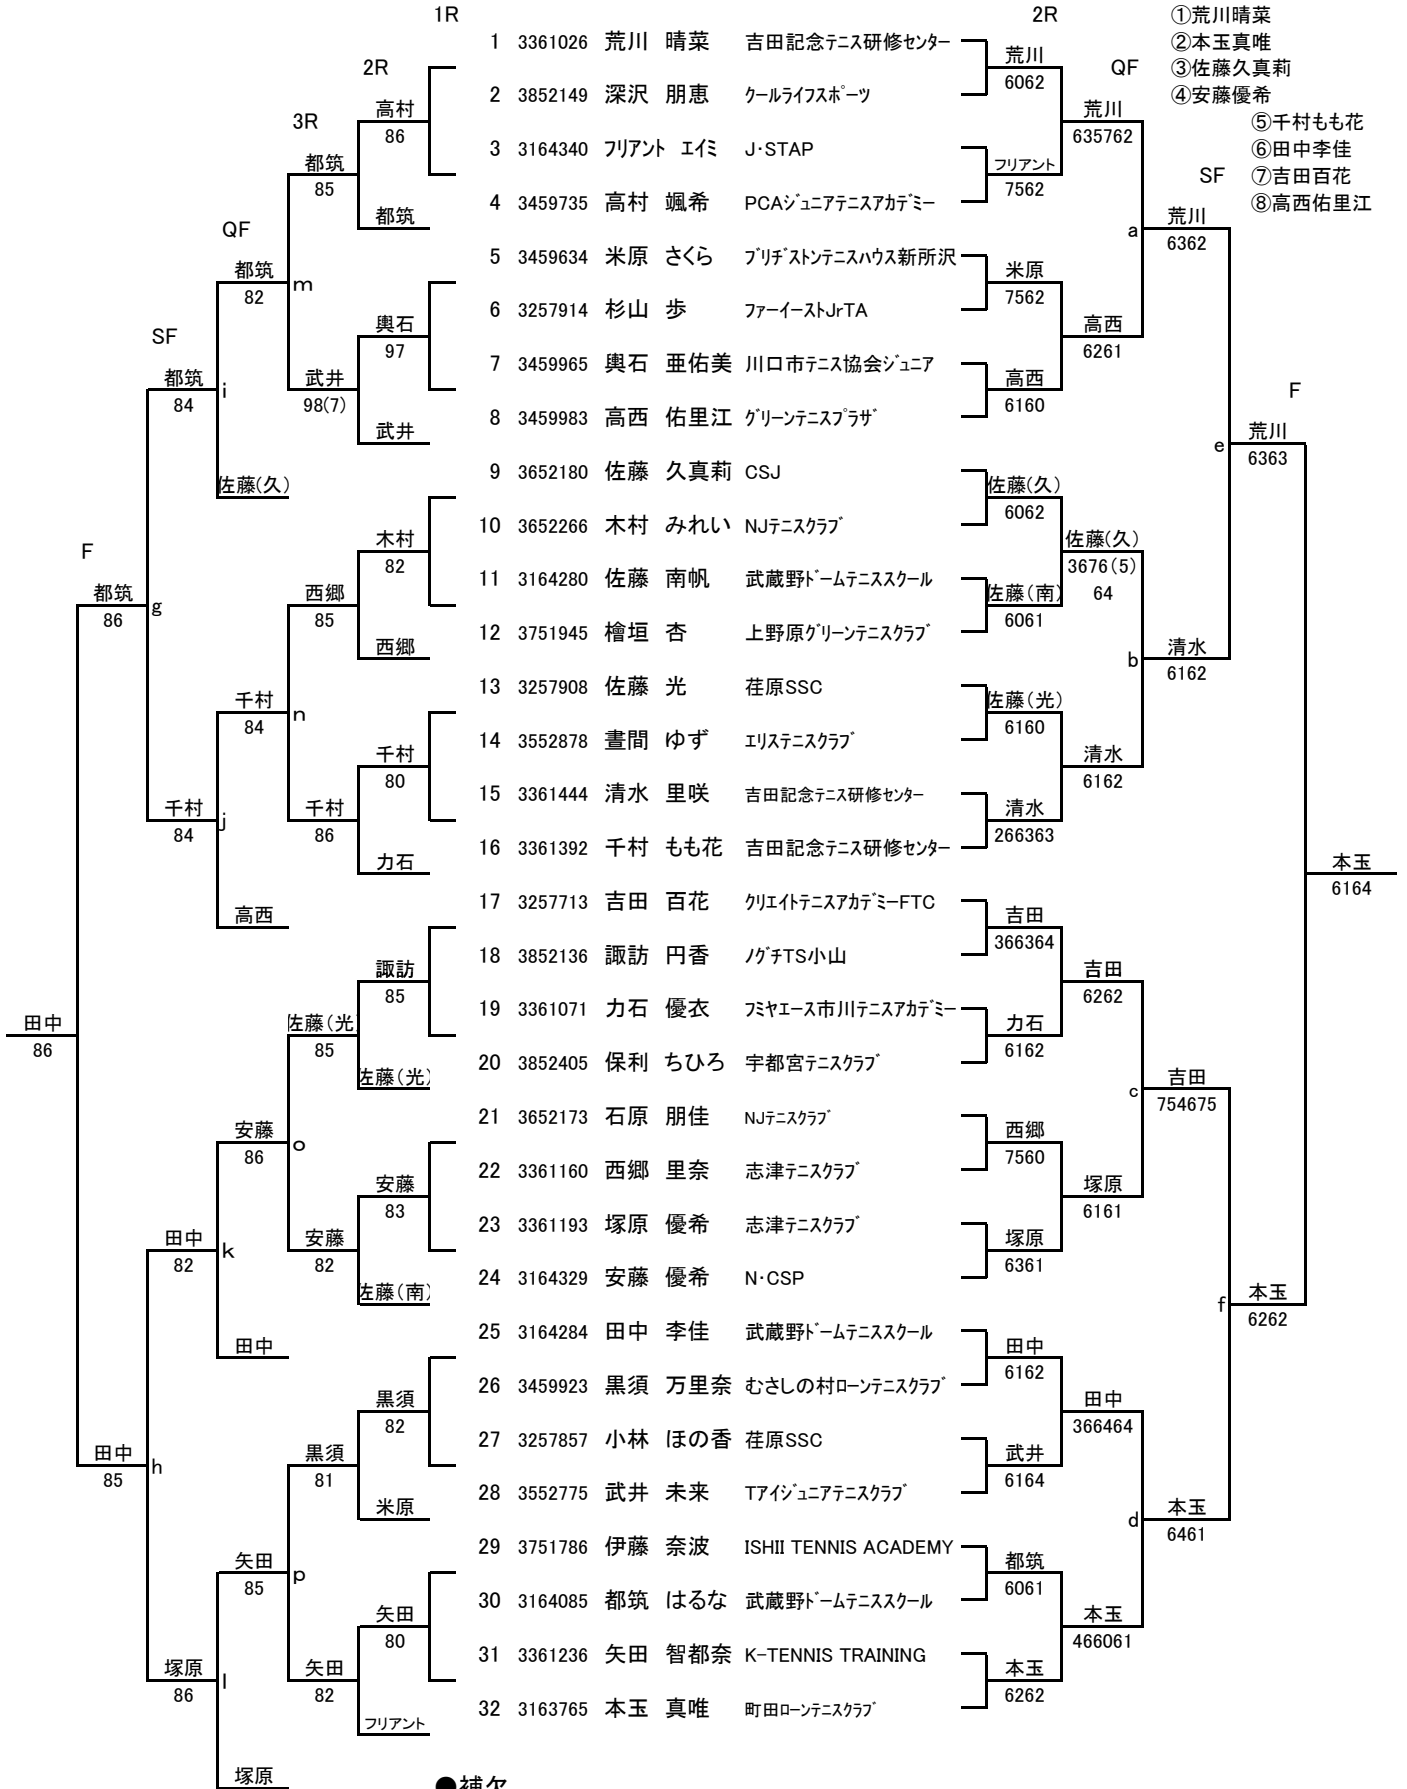 1R
2R
①荒川晴菜
②本玉真唯
③佐藤久真莉
④安藤優希
⑤千村もも花
⑥田中李佳
⑦吉田百花
⑧高西佑里江
2R
3R
QF
SF
F
QF
SF
F
1 3361026 荒川 晴菜 吉田記念テニス研修センター
2 3852149 深沢 朋恵 クールライフスポーツ
3 3164340 フリアント エイミ J・STAP
4 3459735 高村 颯希 PCAジュニアテニスアカデミー
5 3459634 米原 さくら ブリヂストンテニスハウス新所沢
6 3257914 杉山 歩 ファーイーストJrTA
7 3459965 輿石 亜佑美 川口市テニス協会ジュニア
8 3459983 高西 佑里江 グリーンテニスプラザ
9 3652180 佐藤 久真莉 CSJ
10 3652266 木村 みれい NJテニスクラブ
11 3164280 佐藤 南帆 武蔵野ドームテニススクール
12 3751945 檜垣 杏 上野原グリーンテニスクラブ
13 3257908 佐藤 光 荏原SSC
14 3552878 晝間 ゆず エリステニスクラブ
15 3361444 清水 里咲 吉田記念テニス研修センター
16 3361392 千村 もも花 吉田記念テニス研修センター
17 3257713 吉田 百花 クリエイトテニスアカデミーFTC
18 3852136 諏訪 円香 ノグチTS小山
19 3361071 力石 優衣 フミヤエース市川テニスアカデミー
20 3852405 保利 ちひろ 宇都宮テニスクラブ
21 3652173 石原 朋佳 NJテニスクラブ
22 3361160 西郷 里奈 志津テニスクラブ
23 3361193 塚原 優希 志津テニスクラブ
24 3164329 安藤 優希 N・CSP
25 3164284 田中 李佳 武蔵野ドームテニススクール
26 3459923 黒須 万里奈 むさしの村ローンテニスクラブ
27 3257857 小林 ほの香 荏原SSC
28 3552775 武井 未来 Tアイジュニアテニスクラブ
29 3751786 伊藤 奈波 ISHII TENNIS ACADEMY
30 3164085 都筑 はるな 武蔵野ドームテニススクール
31 3361236 矢田 智都奈 K-TENNIS TRAINING
32 3163765 本玉 真唯 町田ローンテニスクラブ
荒川
6062
フリアント
7562
米原
7562
高西
6160
佐藤(久)
6062
佐藤(南)
6061
佐藤(光)
6160
清水
266363
吉田
366364
力石
6162
西郷
7560
塚原
6361
田中
6162
武井
6164
都筑
6061
本玉
6262
荒川
635762
高西
6261
佐藤(久)
3676(5)
64
清水
6162
吉田
6262
塚原
6161
田中
366464
本玉
466061
a
荒川
6362
b
清水
6162
c
吉田
754675
d
本玉
6461
e
荒川
6363
f
本玉
6262
本玉
6164
高村
86
都筑
輿石
97
武井
木村
82
西郷
千村
80
力石
諏訪
85
佐藤(光)
安藤
83
佐藤(南)
黒須
82
米原
矢田
80
フリアント
都筑
85
武井
98(7)
西郷
85
千村
86
佐藤(光)
85
安藤
82
黒須
81
矢田
82
都筑
82
m
佐藤(久)
千村
84
n
高西
安藤
86
o
田中
矢田
85
p
塚原
都筑
84
i
千村
84
j
田中
82
k
塚原
86
l
都筑
86
g
田中
85
h
田中
86
●補欠